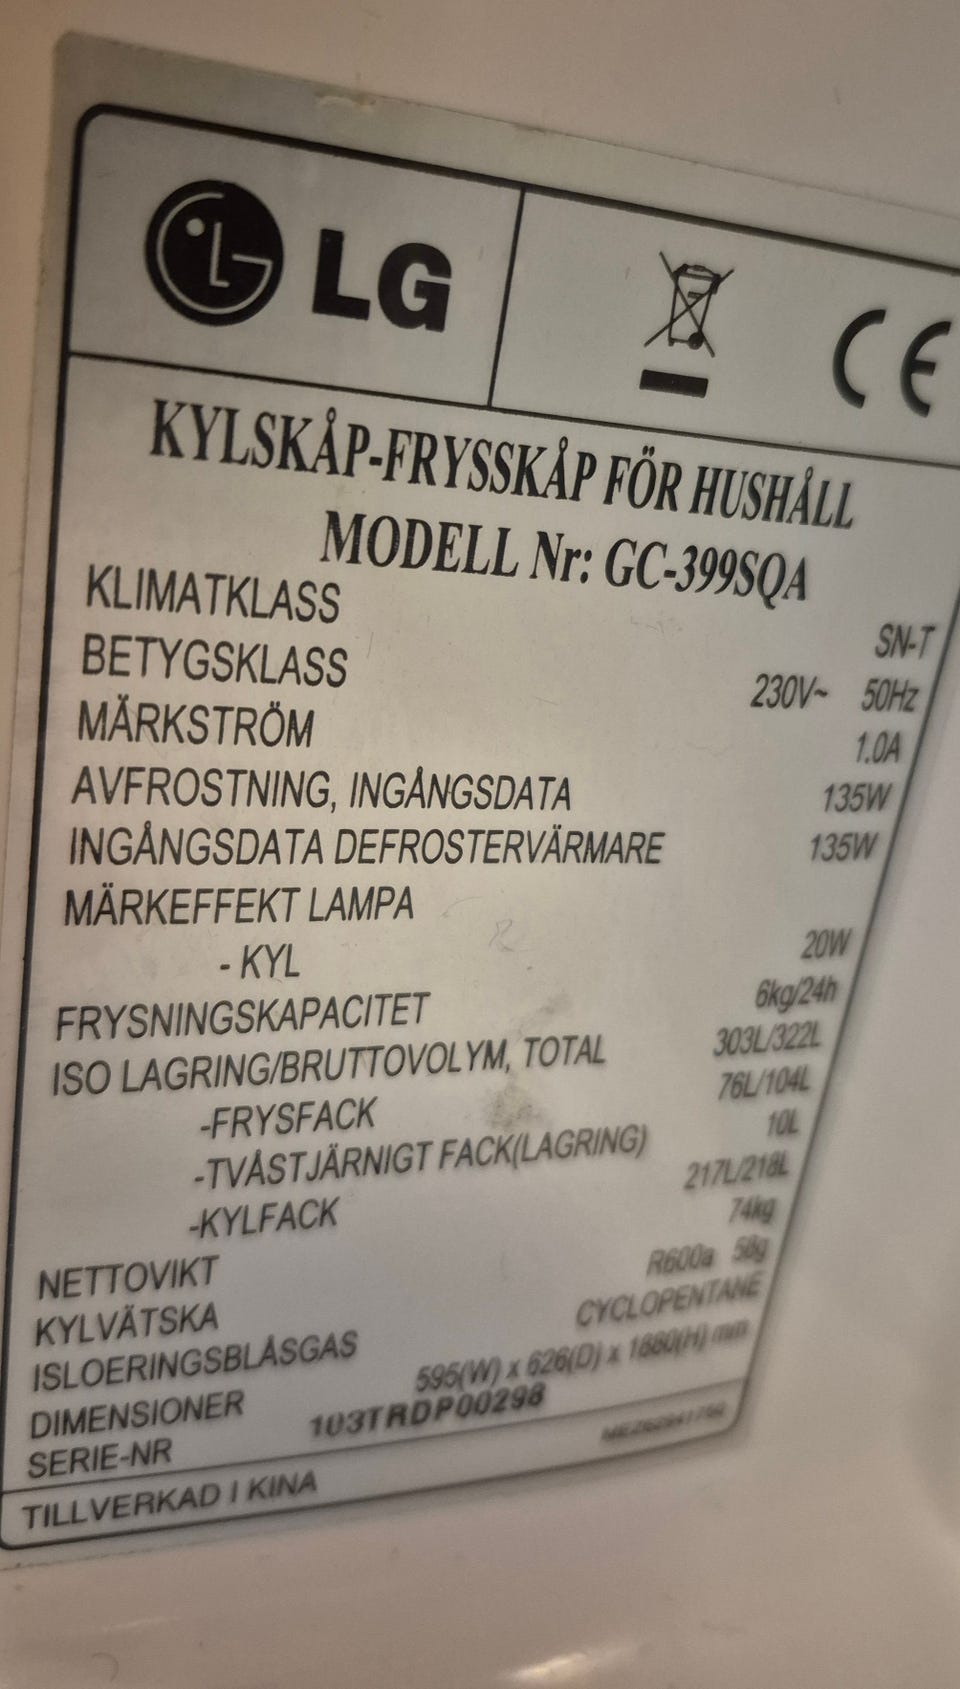 LG
CE
KYLSKÅP-FRYSSKÅP FÖR HUSHÅLL
MODELL Nr: GC-399SQA
KLIMATKLASS SN-T
BETYGSKLASS 230V~ 50Hz
MÄRKSTRÖM 1.0A
AVFROSTNING, INGÅNGSDATA 135W
INGÅNGSDATA DEFROSTERVÄRMARE 135W
MÄRKEFFEKT LAMPA
- KYL 20W
FRYSNINGSKAPACITET 6kg/24h
ISO LAGRING/BRUTTOVOLYM, TOTAL 303L/322L
-FRYSFACK 76L/104L
-TVÅSTJÄRNIGT FACK(LAGRING) 10L
-KYLFACK 217L/218L
NETTOVIKT 74kg
KYLVÄTSKA R600a 58g
ISLOERINGSBLÅSGAS CYCLOPENTANE
DIMENSIONER 595(W) x 626(D) x 1880(H) mm
SERIE-NR 103TRDP00298
TILLVERKAD I KINA